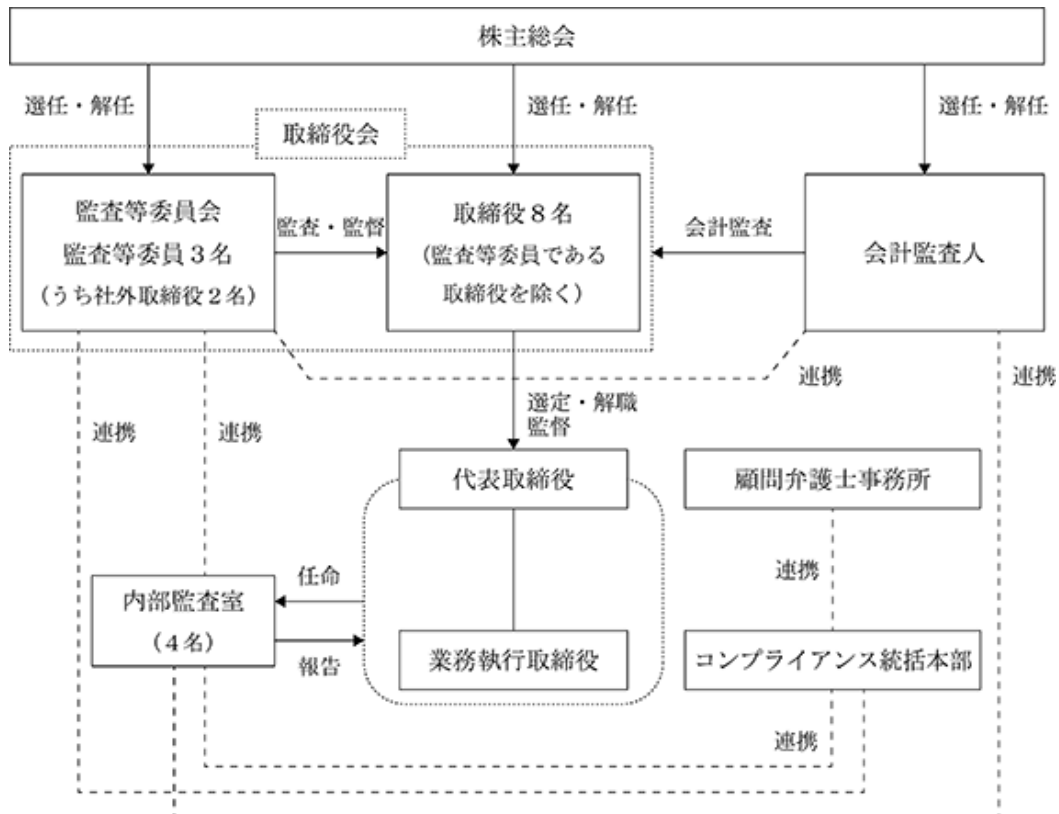 株主総会
選任・解任
選任・解任
選任・解任
取締役会
監査等委員会
監査等委員３名
（うち社外取締役２名）
監査・監督
取締役８名
（監査等委員である
取締役を除く）
会計監査
会計監査人
連携
連携
連携
連携
選定・解職
監督
代表取締役
顧問弁護士事務所
任命
連携
内部監査室
（４名）
報告
業務執行取締役
コンプライアンス統括本部
連携